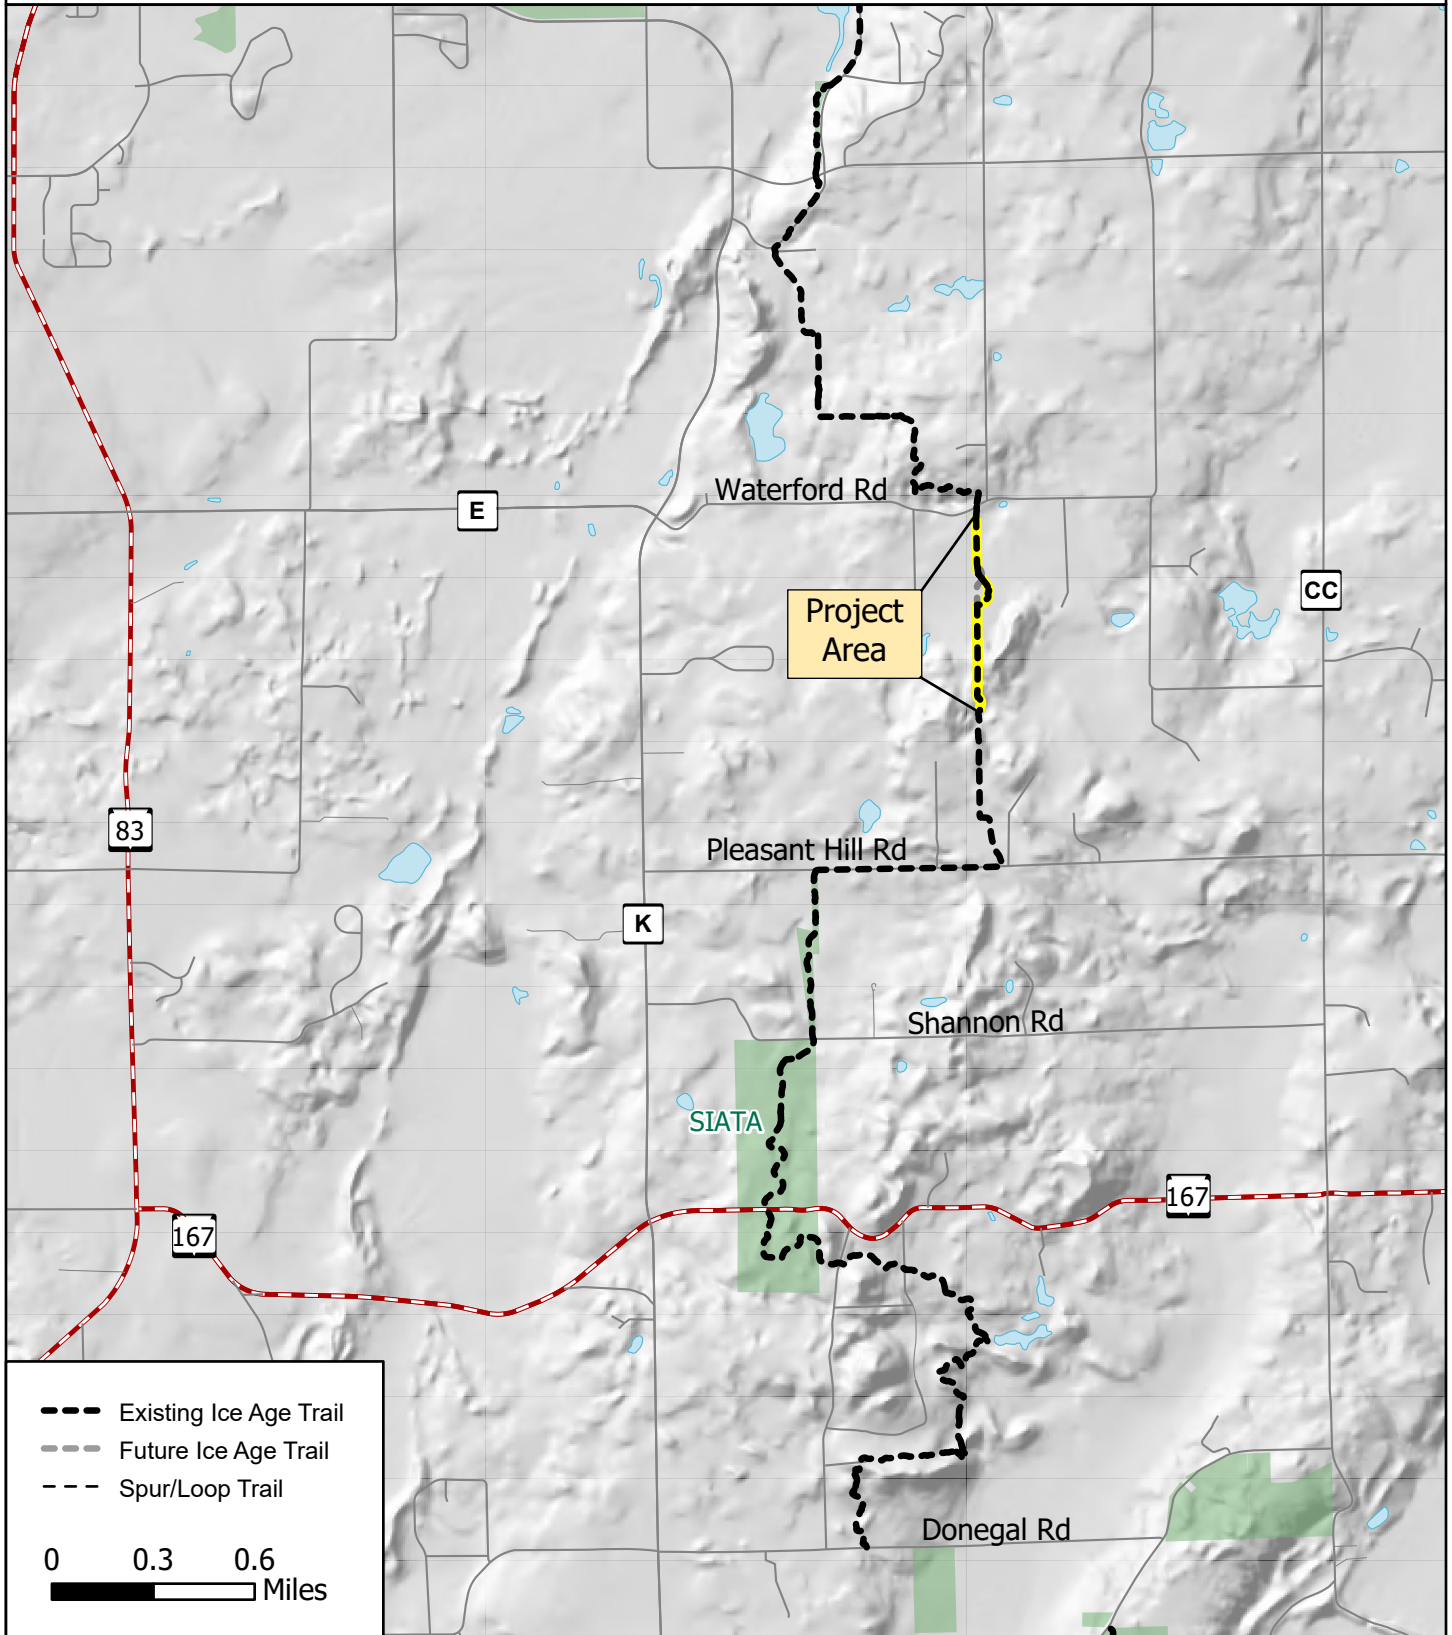 Waterford Rd
E
CC
Project
Area
83
Pleasant Hill Rd
K
Shannon Rd
SIATA
167
167
Existing Ice Age Trail
Future Ice Age Trail
Spur/Loop Trail
Donegal Rd
0 0.3 0.6
Miles